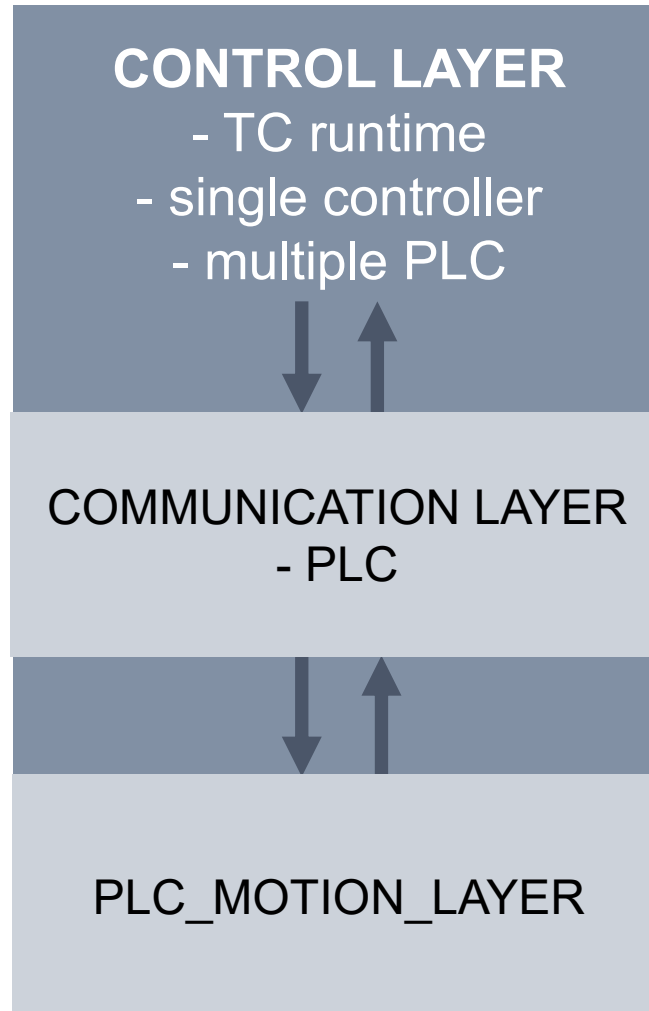 CONTROL LAYER
- TC runtime
- single controller
- multiple PLC
COMMUNICATION LAYER
- PLC
PLC_MOTION_LAYER